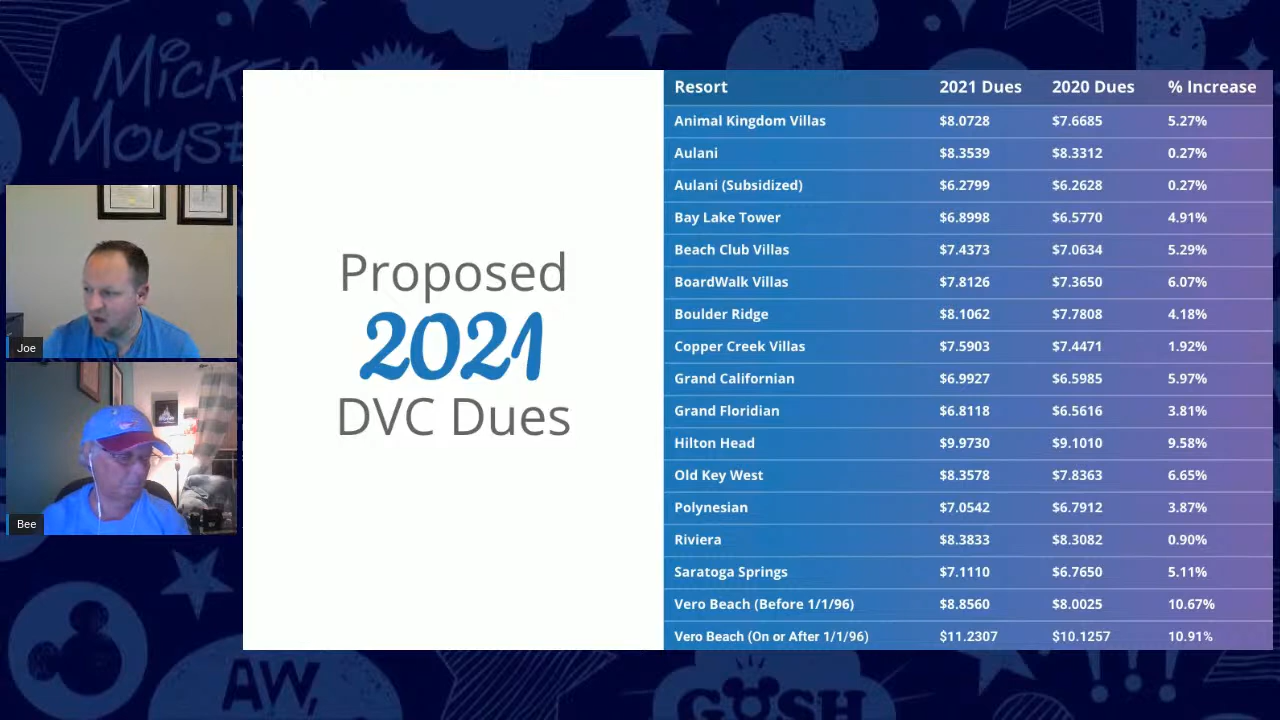 Mickey
Mouse
Joe
Bee
Proposed
2021
DVC Dues
Resort 2021 Dues 2020 Dues % Increase
Animal Kingdom Villas $8.0728 $7.6685 5.27%
Aulani $8.3539 $8.3312 0.27%
Aulani (Subsidized) $6.2799 $6.2628 0.27%
Bay Lake Tower $6.8998 $6.5770 4.91%
Beach Club Villas $7.4373 $7.0634 5.29%
BoardWalk Villas $7.8126 $7.3650 6.07%
Boulder Ridge $8.1062 $7.7808 4.18%
Copper Creek Villas $7.5903 $7.4471 1.92%
Grand Californian $6.9927 $6.5985 5.97%
Grand Floridian $6.8118 $6.5616 3.81%
Hilton Head $9.9730 $9.1010 9.58%
Old Key West $8.3578 $7.8363 6.65%
Polynesian $7.0542 $6.7912 3.87%
Riviera $8.3833 $8.3082 0.90%
Saratoga Springs $7.1110 $6.7650 5.11%
Vero Beach (Before 1/1/96) $8.8560 $8.0025 10.67%
Vero Beach (On or After 1/1/96) $11.2307 $10.1257 10.91%
AW,
GOSH
!!!